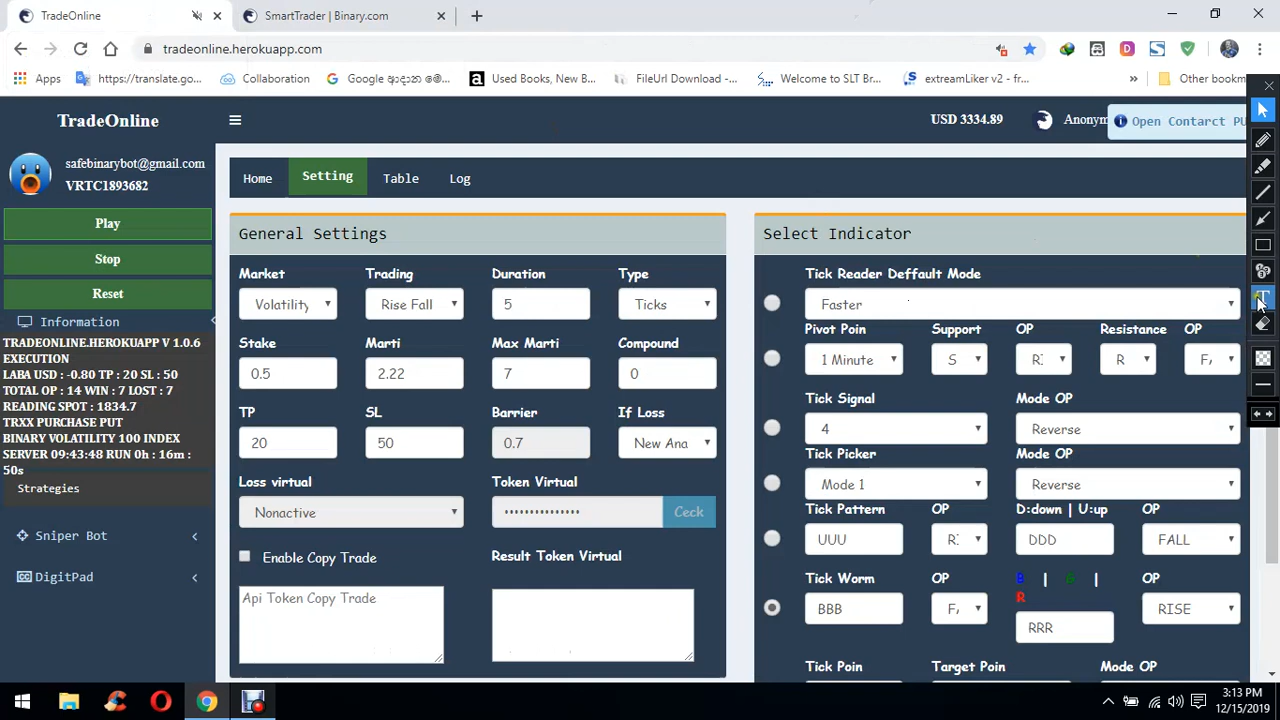 TradeOnline
SmartTrader | Binary.com
tradeonline.herokuapp.com
Apps
https://translate.go...
Collaboration
Google ආදාන මෙ...
Used Books, New B...
FileUrl Download -...
Welcome to SLT Br...
extreamLiker v2 - fr...
Other bookm
TradeOnline
USD 3334.89
Anonym
Open Contarct PU
safebinarybot@gmail.com
VRTC1893682
Play
Stop
Reset
Information
TRADEONLINE.HEROKUAPP V 1.0.6
EXECUTION
LABA USD : -0.80 TP : 20 SL : 50
TOTAL OP : 14 WIN : 7 LOST : 7
READING SPOT : 1834.7
TRXX PURCHASE PUT
BINARY VOLATILITY 100 INDEX
SERVER 09:43:48 RUN 0h : 16m :
50s
Strategies
Sniper Bot
DigitPad
Home Setting Table Log
General Settings
Market Trading Duration Type
Volatility Rise Fall 5 Ticks
Stake Marti Max Marti Compound
0.5 2.22 7 0
TP SL Barrier If Loss
20 50 0.7 New Ana
Loss virtual Token Virtual
Nonactive ••••••••••••••• Ceck
Enable Copy Trade Result Token Virtual
Api Token Copy Trade
Select Indicator
Tick Reader Deffault Mode
Faster
Pivot Poin Support OP Resistance OP
1 Minute S R R
Tick Signal Mode OP
4 Reverse
Tick Picker Mode OP
Mode 1 Reverse
Tick Pattern OP D:down | U:up OP
UUU DDD FALL
Tick Worm OP B | | OP
R
BBB RISE
RRR
Tick Poin Target Poin Mode OP
T
3:13 PM
12/15/2019